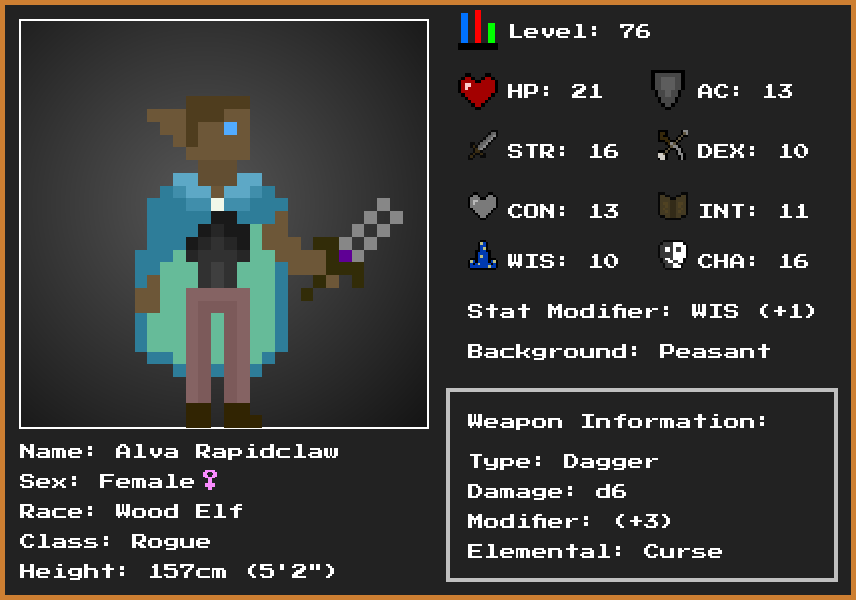 Level: 76
HP: 21 AC: 13
STR: 16 DEX: 10
CON: 13 INT: 11
WIS: 10 CHA: 16
Stat Modifier: WIS (+1)
Background: Peasant
Weapon Information:
Type: Dagger
Damage: d6
Modifier: (+3)
Elemental: Curse
Name: Alva Rapidclaw
Sex: Female♀
Race: Wood Elf
Class: Rogue
Height: 157cm (5'2")